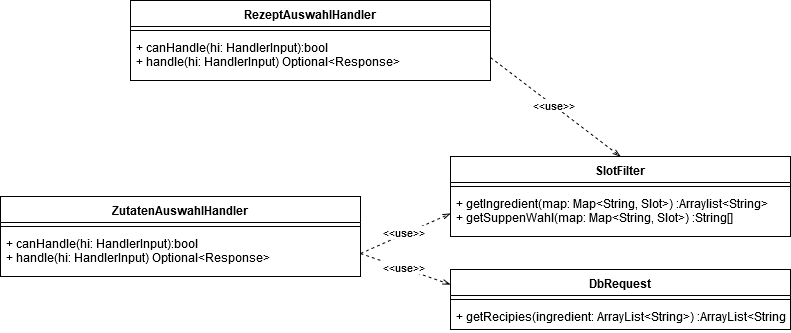 RezeptAuswahlHandler
+ canHandle(hi: HandlerInput):bool
+ handle(hi: HandlerInput) Optional<Response>
<<use>>
SlotFilter
+ getIngredient(map: Map<String, Slot>) :Arraylist<String>
+ getSuppenWahl(map: Map<String, Slot>) :String[]
ZutatenAuswahlHandler
+ canHandle(hi: HandlerInput):bool
+ handle(hi: HandlerInput) Optional<Response>
<<use>>
<<use>>
DbRequest
+ getRecipies(ingredient: ArrayList<String>) :ArrayList<String